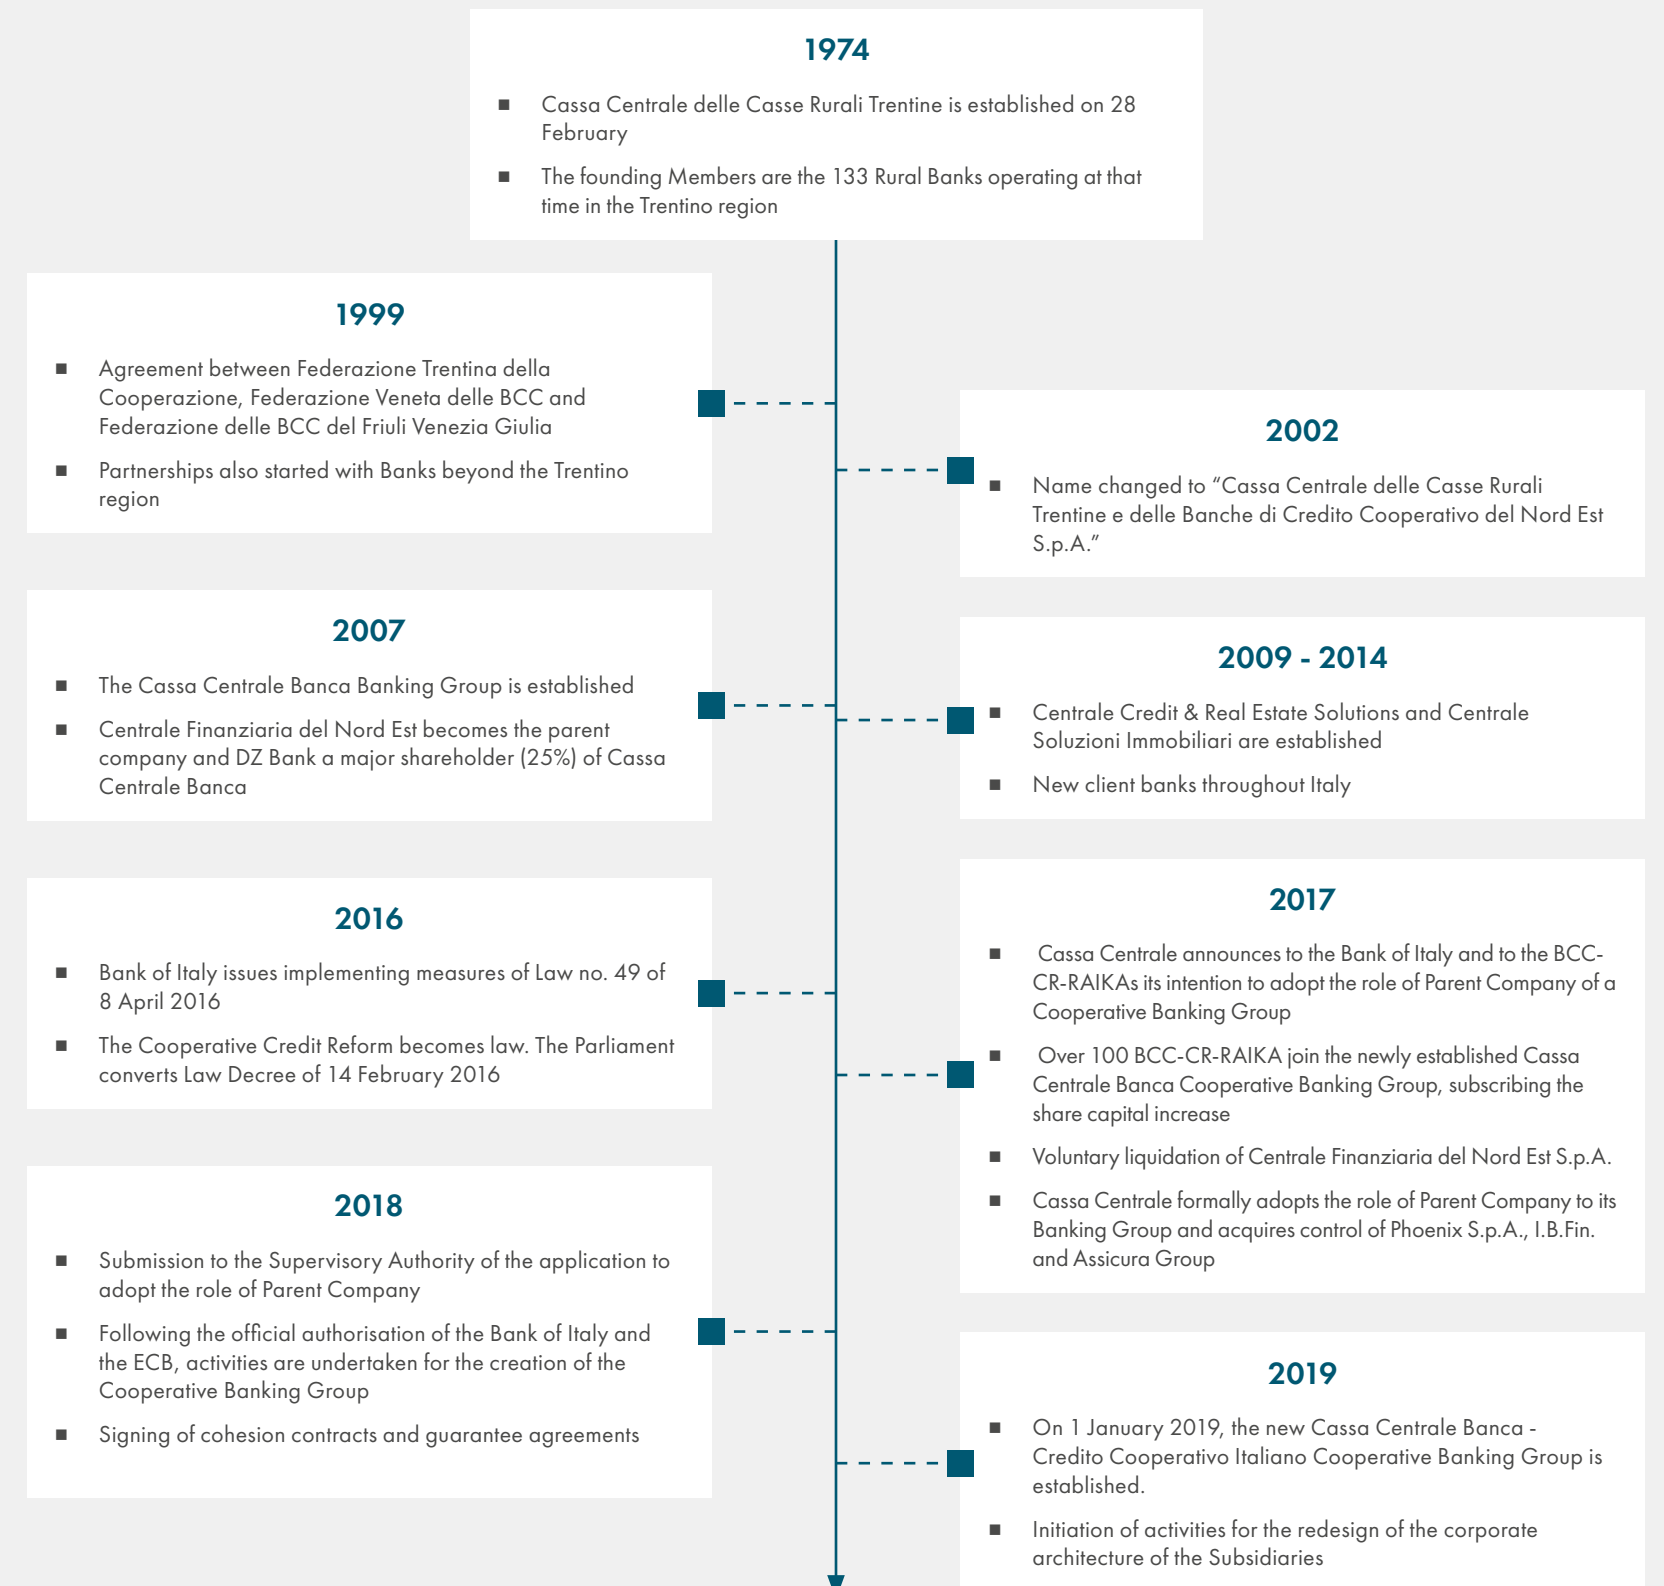 1974
■ Cassa Centrale delle Casse Rurali Trentine is established on 28
February
■ The founding Members are the 133 Rural Banks operating at that
time in the Trentino region
1999
■ Agreement between Federazione Trentina della
Cooperazione, Federazione Veneta delle BCC and
Federazione delle BCC del Friuli Venezia Giulia
■ Partnerships also started with Banks beyond the Trentino
region
2002
■ Name changed to “Cassa Centrale delle Casse Rurali
Trentine e delle Banche di Credito Cooperativo del Nord Est
S.p.A.”
2007
■ The Cassa Centrale Banca Banking Group is established
■ Centrale Finanziaria del Nord Est becomes the parent
company and DZ Bank a major shareholder (25%) of Cassa
Centrale Banca
2009 - 2014
■ Centrale Credit & Real Estate Solutions and Centrale
Soluzioni Immobiliari are established
■ New client banks throughout Italy
2016
■ Bank of Italy issues implementing measures of Law no. 49 of
8 April 2016
■ The Cooperative Credit Reform becomes law. The Parliament
converts Law Decree of 14 February 2016
2017
■ Cassa Centrale announces to the Bank of Italy and to the BCC-
CR-RAIKAs its intention to adopt the role of Parent Company of a
Cooperative Banking Group
■ Over 100 BCC-CR-RAIKA join the newly established Cassa
Centrale Banca Cooperative Banking Group, subscribing the
share capital increase
■ Voluntary liquidation of Centrale Finanziaria del Nord Est S.p.A.
■ Cassa Centrale formally adopts the role of Parent Company to its
Banking Group and acquires control of Phoenix S.p.A., I.B.Fin.
and Assicura Group
2018
■ Submission to the Supervisory Authority of the application to
adopt the role of Parent Company
■ Following the official authorisation of the Bank of Italy and
the ECB, activities are undertaken for the creation of the
Cooperative Banking Group
■ Signing of cohesion contracts and guarantee agreements
2019
■ On 1 January 2019, the new Cassa Centrale Banca -
Credito Cooperativo Italiano Cooperative Banking Group is
established.
■ Initiation of activities for the redesign of the corporate
architecture of the Subsidiaries